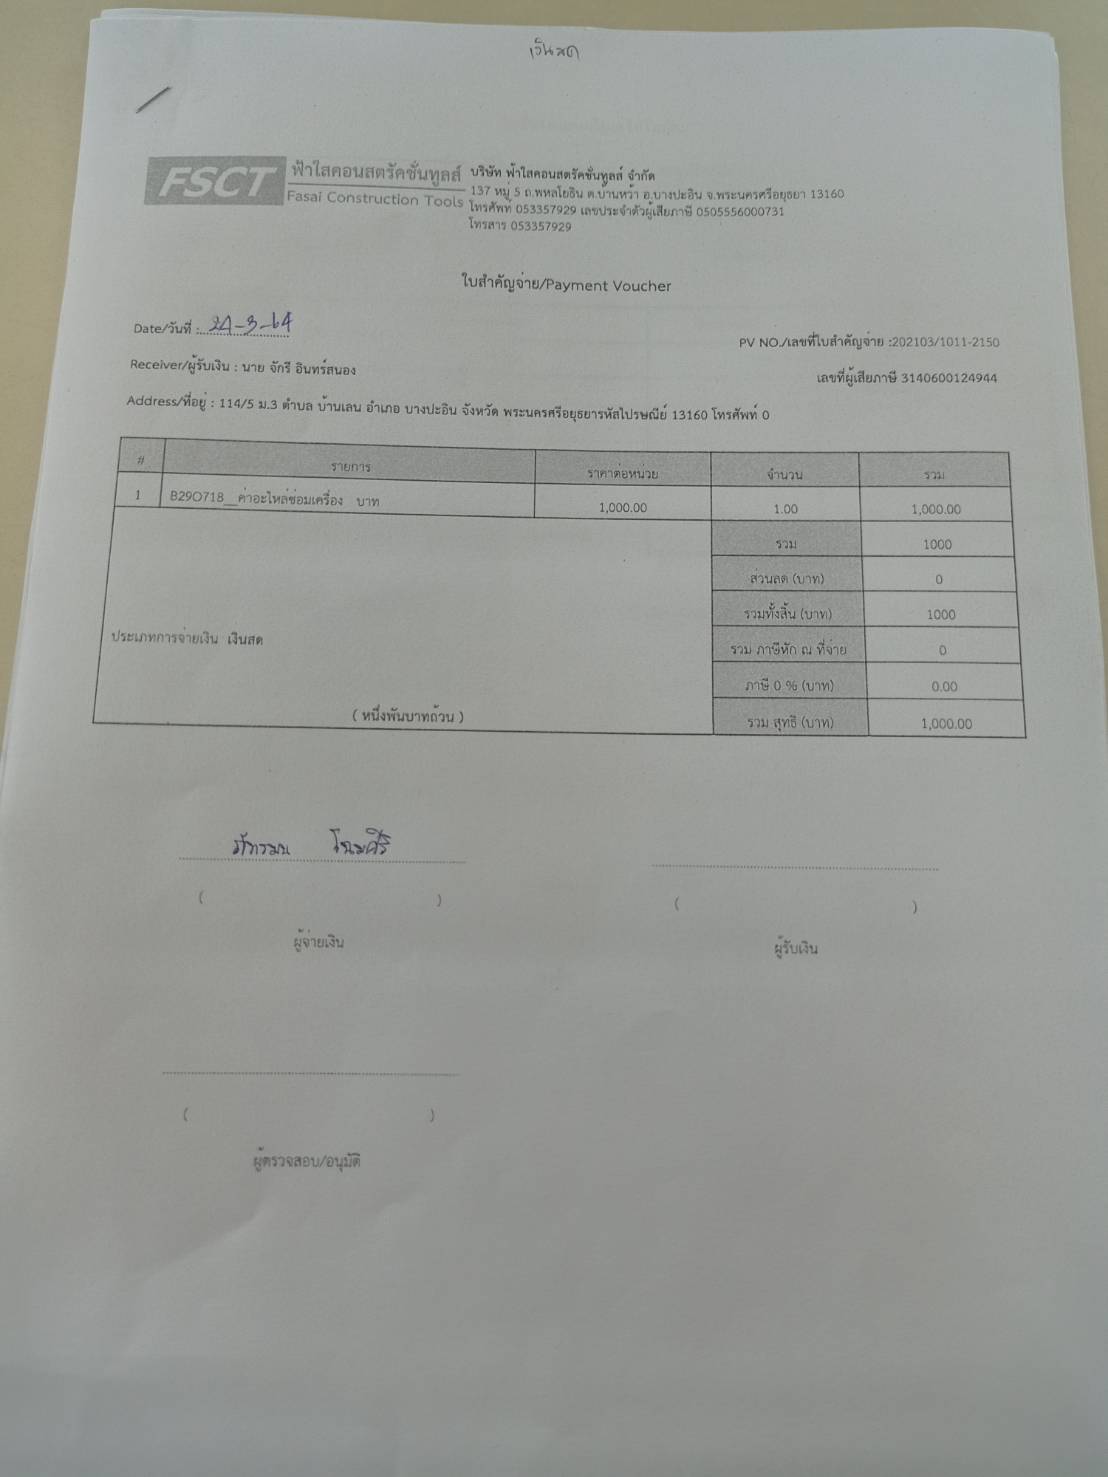 เงินสด
FSCT ฟ้าใสคอนสตรัคชั่นทูลส์
Fasai Construction Tools
บริษัท ฟ้าใสคอนสตรัคชั่นทูลส์ จำกัด
137 หมู่ 5 ถ.พหลโยธิน ต.บ้านหว้า อ.บางปะอิน จ.พระนครศรีอยุธยา 13160
โทรศัพท์ 053357929 เลขประจำตัวผู้เสียภาษี 0505556000731
โทรสาร 053357929
ใบสำคัญจ่าย/Payment Voucher
Date/วันที่ : 24-3-64
PV NO./เลขที่ใบสำคัญจ่าย :202103/1011-2150
Receiver/ผู้รับเงิน : นาย จักรี อินทร์สนอง
เลขที่ผู้เสียภาษี 3140600124944
Address/ที่อยู่ : 114/5 ม.3 ตำบล บ้านเลน อำเภอ บางปะอิน จังหวัด พระนครศรีอยุธยารหัสไปรษณีย์ 13160 โทรศัพท์ 0
# รายการ ราคาต่อหน่วย จำนวน รวม
1 B29O718__ค่าอะไหล่ซ่อมเครื่อง บาท 1,000.00 1.00 1,000.00
รวม 1000
ส่วนลด (บาท) 0
รวมทั้งสิ้น (บาท) 1000
ประเภทการจ่ายเงิน เงินสด
รวม ภาษีหัก ณ ที่จ่าย 0
ภาษี 0 % (บาท) 0.00
( หนึ่งพันบาทถ้วน )
รวม สุทธิ (บาท) 1,000.00
( )
( )
ผู้จ่ายเงิน
ผู้รับเงิน
( )
ผู้ตรวจสอบ/อนุมัติ